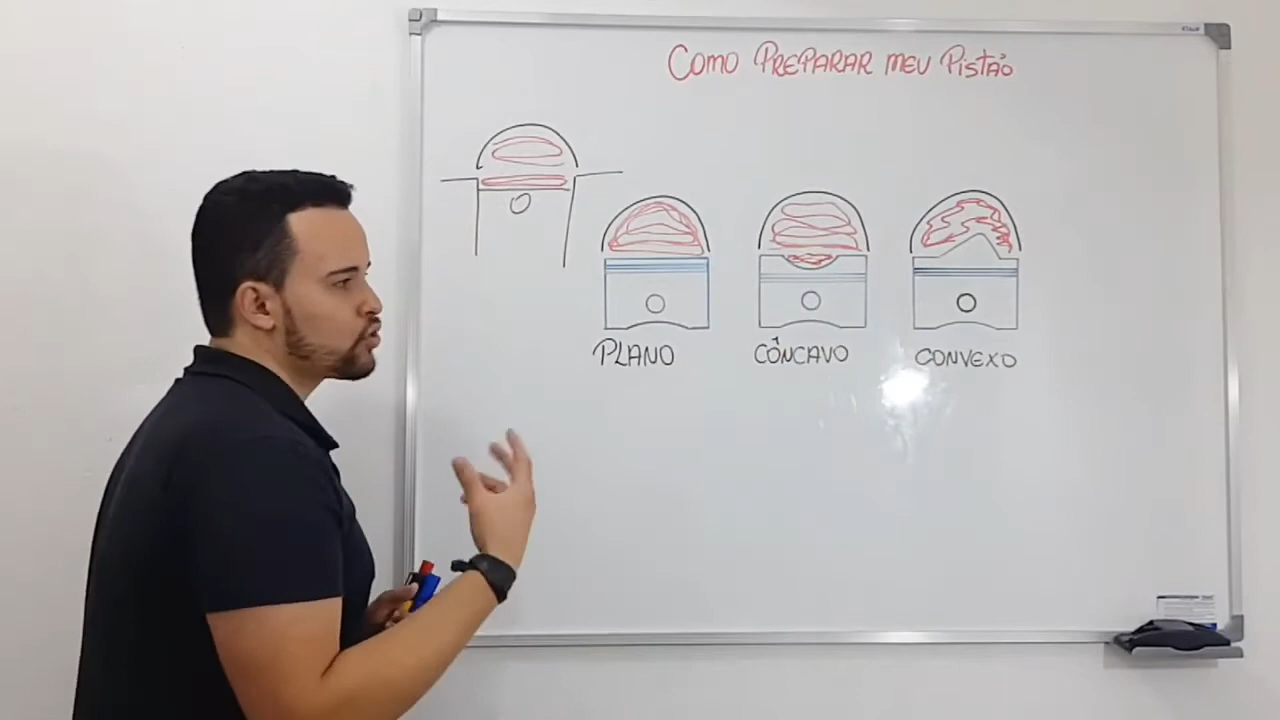 COMO PREPARAR MEU PISTÃO
PLANO
CÔNCAVO
CONVEXO